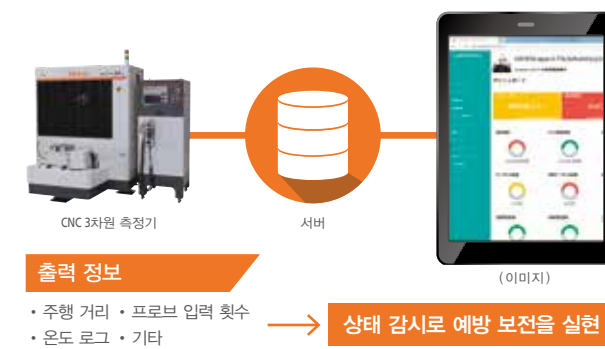 CNC 3차원 측정기
서버
(이미지)
출력 정보
• 주행 거리 • 프로브 입력 횟수
• 온도 로그 • 기타
상태 감시로 예방 보전을 실현